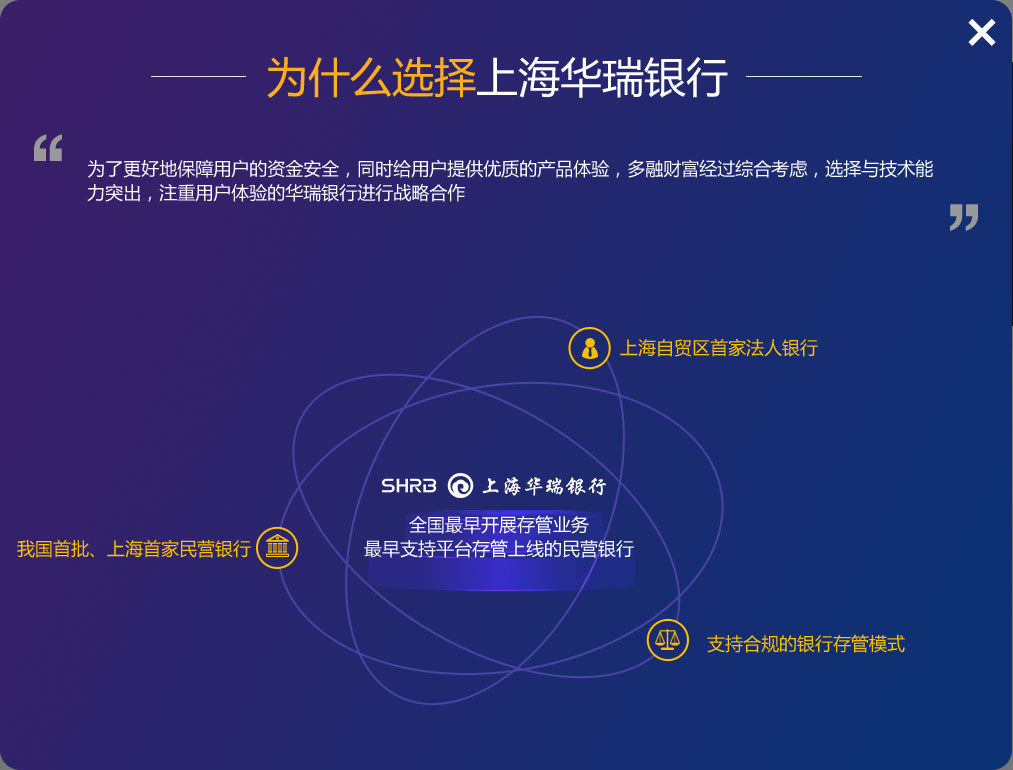 为什么选择上海华瑞银行
为了更好地保障用户的资金安全，同时给用户提供优质的产品体验，多融财富经过综合考虑，选择与技术能
力突出，注重用户体验的华瑞银行进行战略合作
上海自贸区首家法人银行
SHRB 上海华瑞银行
全国最早开展存管业务
最早支持平台存管上线的民营银行
我国首批、上海首家民营银行
支持合规的银行存管模式